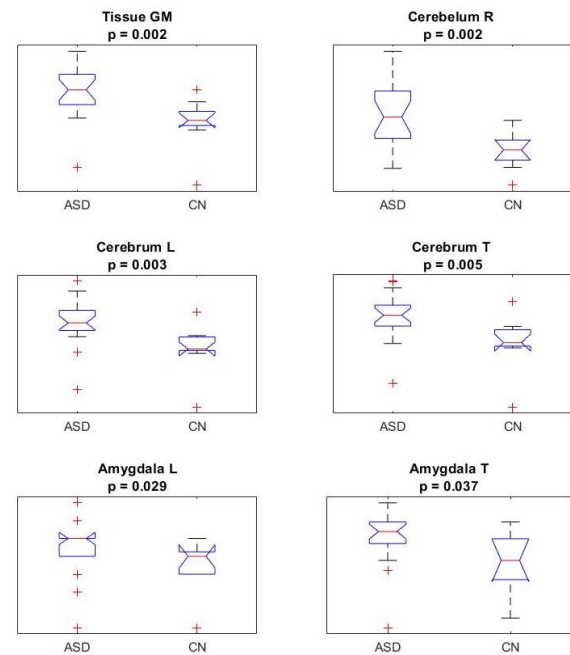 Tissue GM
p = 0.002
ASD
CN
Cerebelum R
p = 0.002
ASD
CN
Cerebrum L
p = 0.003
ASD
CN
Cerebrum T
p = 0.005
ASD
CN
Amygdala L
p = 0.029
ASD
CN
Amygdala T
p = 0.037
ASD
CN